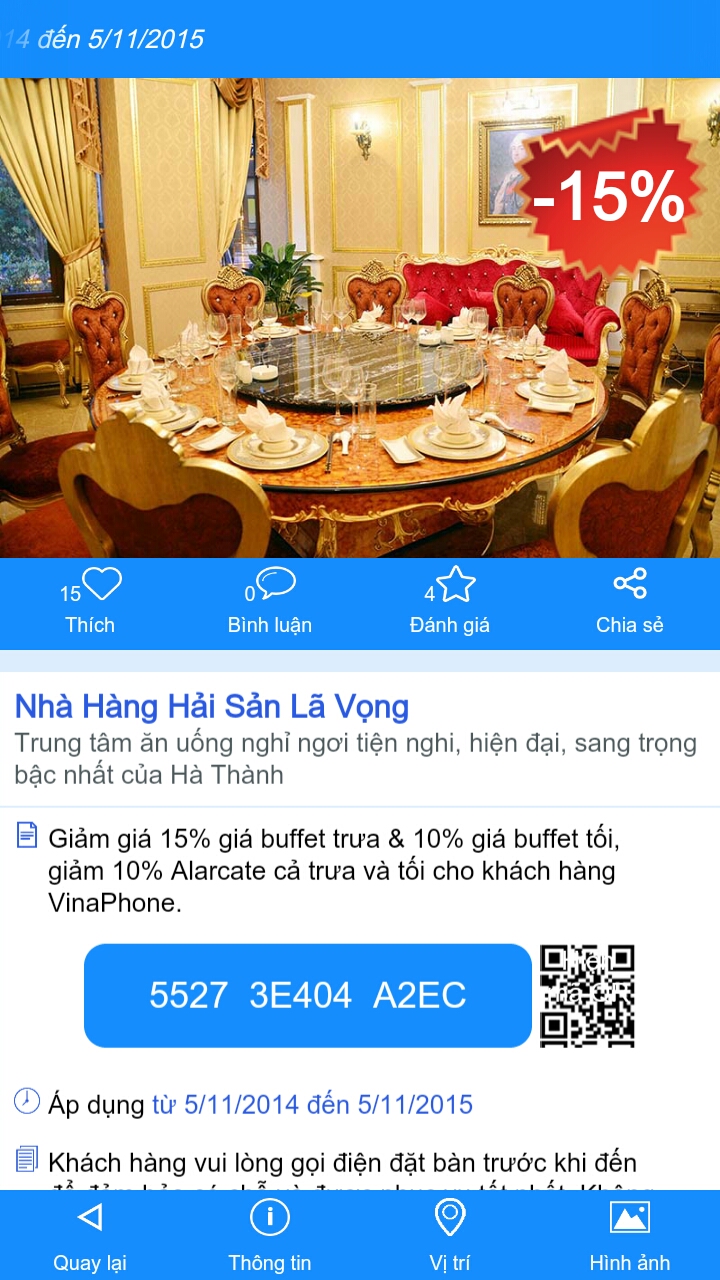 14 đến 5/11/2015
-15%
15
0
4
Thích
Bình luận
Đánh giá
Chia sẻ
Nhà Hàng Hải Sản Lã Vọng
Trung tâm ăn uống nghỉ ngơi tiện nghi, hiện đại, sang trọng
bậc nhất của Hà Thành
Giảm giá 15% giá buffet trưa & 10% giá buffet tối,
giảm 10% Alarcate cả trưa và tối cho khách hàng
VinaPhone.
5527 3E404 A2EC
Áp dụng từ 5/11/2014 đến 5/11/2015
Khách hàng vui lòng gọi điện đặt bàn trước khi đến
Quay lại
Thông tin
Vị trí
Hình ảnh